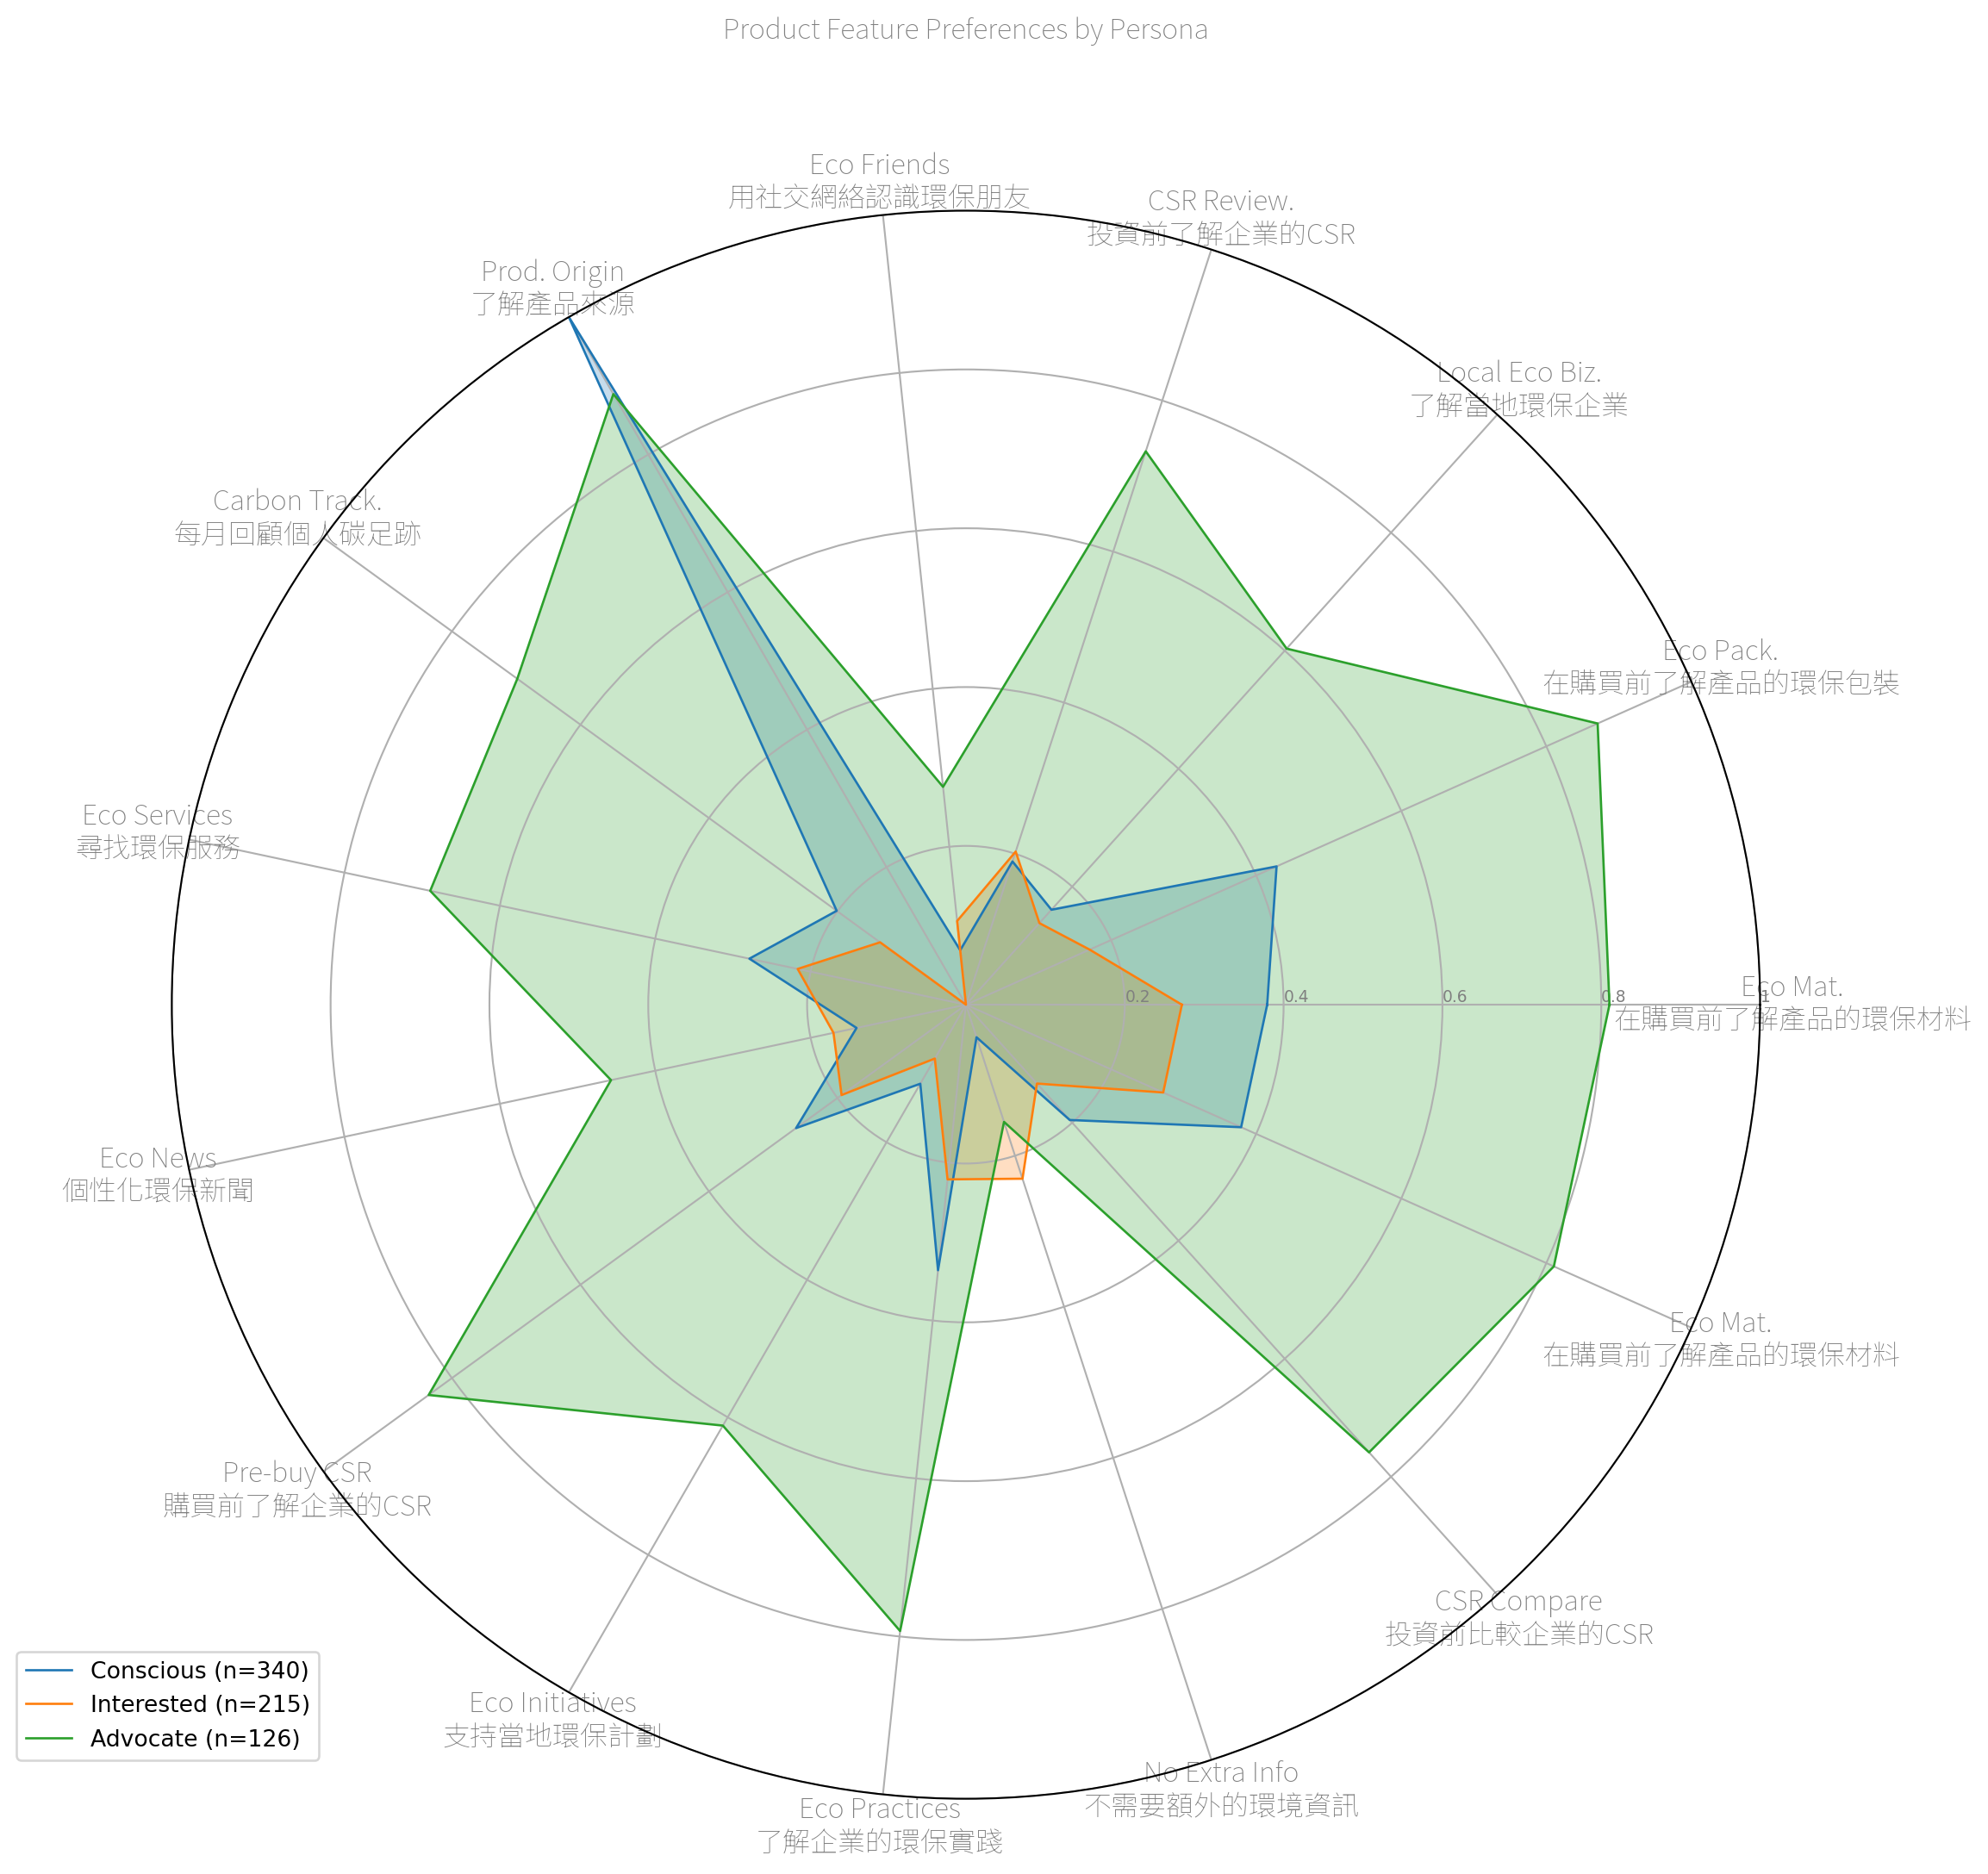 Product Feature Preferences by Persona
Eco Friends
用社交網絡認識環保朋友
CSR Review.
投資前了解企業的CSR
Prod. Origin
了解產品來源
Local Eco Biz.
了解當地環保企業
Carbon Track.
每月回顧個人碳足跡
Eco Pack.
在購買前了解產品的環保包裝
Eco Services
尋找環保服務
0.2
0.4
0.6
0.8
1
Eco Mat.
在購買前了解產品的環保材料
Eco News
個性化環保新聞
Eco Mat.
在購買前了解產品的環保材料
Pre-buy CSR
購買前了解企業的CSR
CSR Compare
投資前比較企業的CSR
Eco Initiatives
支持當地環保計劃
No Extra Info
不需要額外的環境資訊
Eco Practices
了解企業的環保實踐
Conscious (n=340)
Interested (n=215)
Advocate (n=126)